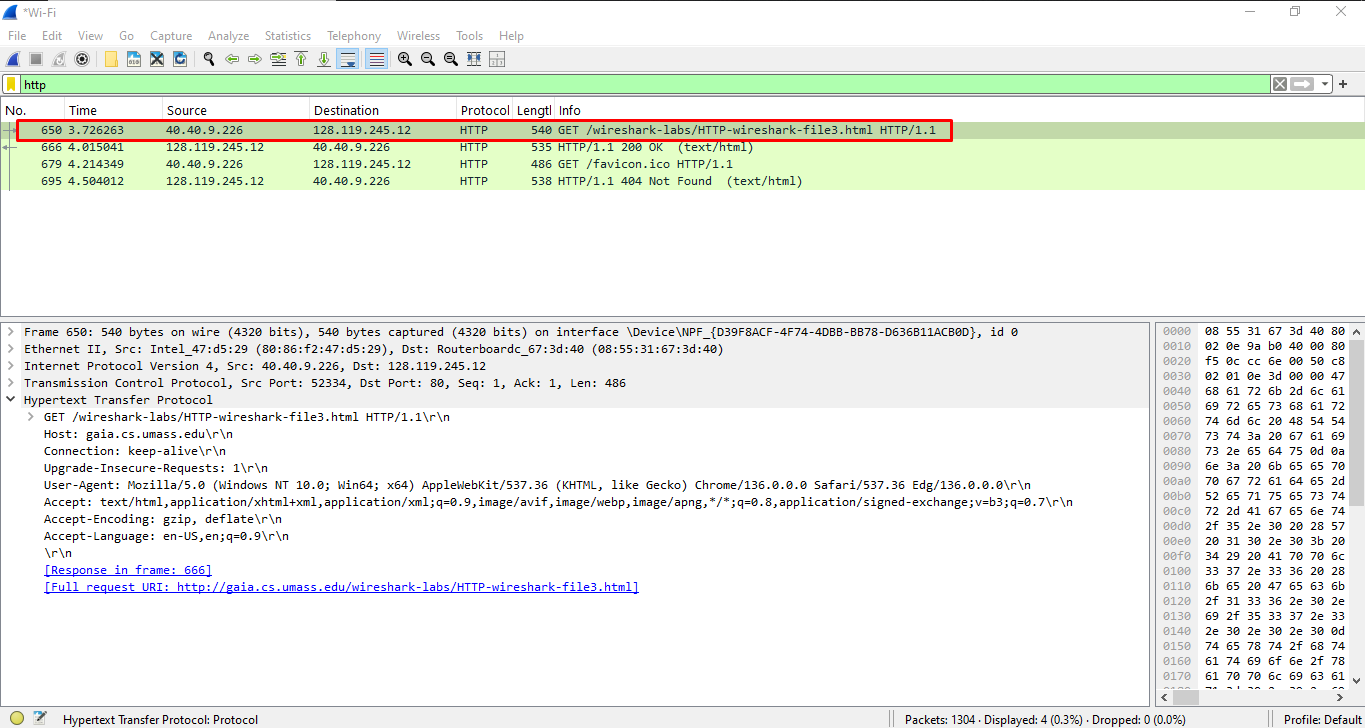 *Wi-Fi
File Edit View Go Capture Analyze Statistics Telephony Wireless Tools Help
http
No. Time Source Destination Protocol Lengtl Info
650 3.726263 40.40.9.226 128.119.245.12 HTTP 540 GET /wireshark-labs/HTTP-wireshark-file3.html HTTP/1.1
666 4.015041 128.119.245.12 40.40.9.226 HTTP 535 HTTP/1.1 200 OK (text/html)
679 4.214349 40.40.9.226 128.119.245.12 HTTP 486 GET /favicon.ico HTTP/1.1
695 4.504012 128.119.245.12 40.40.9.226 HTTP 538 HTTP/1.1 404 Not Found (text/html)
Frame 650: 540 bytes on wire (4320 bits), 540 bytes captured (4320 bits) on interface \Device\NPF_{D39F8ACF-4F74-4DBB-BB78-D636B11ACB0D}, id 0
Ethernet II, Src: Intel_47:d5:29 (80:86:f2:47:d5:29), Dst: Routerboardc_67:3d:40 (08:55:31:67:3d:40)
Internet Protocol Version 4, Src: 40.40.9.226, Dst: 128.119.245.12
Transmission Control Protocol, Src Port: 52334, Dst Port: 80, Seq: 1, Ack: 1, Len: 486
Hypertext Transfer Protocol
GET /wireshark-labs/HTTP-wireshark-file3.html HTTP/1.1\r\n
Host: gaia.cs.umass.edu\r\n
Connection: keep-alive\r\n
Upgrade-Insecure-Requests: 1\r\n
User-Agent: Mozilla/5.0 (Windows NT 10.0; Win64; x64) AppleWebKit/537.36 (KHTML, like Gecko) Chrome/136.0.0.0 Safari/537.36 Edg/136.0.0.0\r\n
Accept: text/html,application/xhtml+xml,application/xml;q=0.9,image/avif,image/webp,image/apng,*/*;q=0.8,application/signed-exchange;v=b3;q=0.7\r\n
Accept-Encoding: gzip, deflate\r\n
Accept-Language: en-US,en;q=0.9\r\n
\r\n
[Response in frame: 666]
[Full request URI: http://gaia.cs.umass.edu/wireshark-labs/HTTP-wireshark-file3.html]
0000 08 55 31 67 3d 40 80
0010 02 0e 9a b0 40 00 80
0020 f5 0c cc 6e 00 50 c8
0030 02 01 0e 3d 00 00 47
0040 68 61 72 6b 2d 6c 61
0050 69 72 65 73 68 61 72
0060 74 6d 6c 20 48 54 54
0070 73 74 3a 20 67 61 69
0080 73 2e 65 64 75 0d 0a
0090 6e 3a 20 6b 65 65 70
00a0 70 67 72 61 64 65 2d
00b0 52 65 71 75 65 73 74
00c0 72 2d 41 67 65 6e 74
00d0 2f 35 2e 30 20 28 57
00e0 20 31 30 2e 30 3b 20
00f0 34 29 20 41 70 70 6c
0100 33 37 2e 33 36 20 28
0110 6b 65 20 47 65 63 6b
0120 2f 31 33 36 2e 30 2e
0130 69 2f 35 33 37 2e 33
0140 2e 30 2e 30 2e 30 0d
0150 74 65 78 74 2f 68 74
0160 61 74 69 6f 6e 2f 78
0170 61 70 70 6c 69 63 61
Hypertext Transfer Protocol: Protocol
Packets: 1304 · Displayed: 4 (0.3%) · Dropped: 0 (0.0%)
Profile: Default